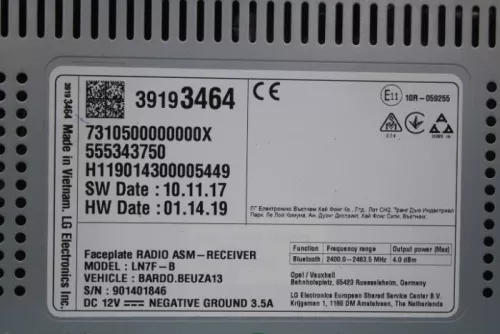 39193464
Made in Vietnam. LG Electronics Inc.
39193464
CE
E11 10R-059255
7310500000000X
555343750
H119014300005449
SW Date : 10.11.17
HW Date : 01.14.19
Faceplate RADIO ASM-RECEIVER
MODEL : LN7F-B
VEHICLE : BARDO.BEUZA13
S/N : 901401846
DC 12V NEGATIVE GROUND 3.5A
Function Frequency range Output power (Max)
Bluetooth 2400.0-2483.5 MHz 4.0 dBm
Opel / Vauxhall
Bahnhofsplatz, 65423 Ruesselsheim, Germany
LG Electronics European Shared Service Center B.V.
Krijgsman 1, 1186 DM Amstelveen, The Netherlands